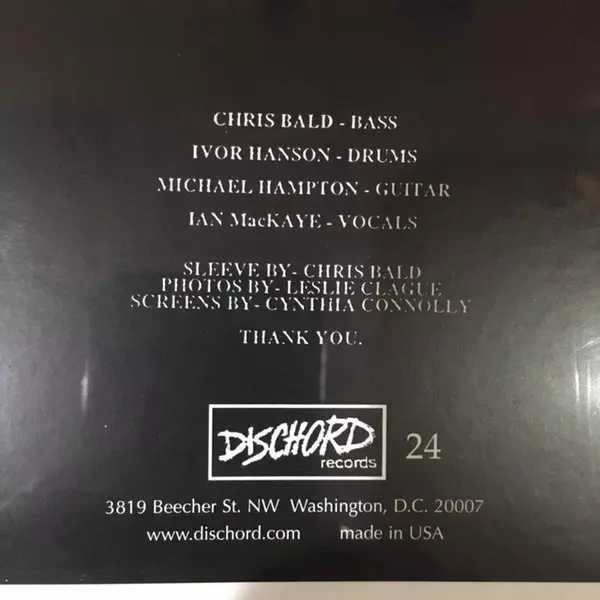 CHRIS BALD - BASS
IVOR HANSON - DRUMS
MICHAEL HAMPTON - GUITAR
IAN MacKAYE - VOCALS
SLEEVE BY- CHRIS BALD
PHOTOS BY- LESLIE CLAGUE
SCREENS BY- CYNTHIA CONNOLLY
THANK YOU.
DISCHORD
records 24
3819 Beecher St. NW Washington, D.C. 20007
www.dischord.com made in USA